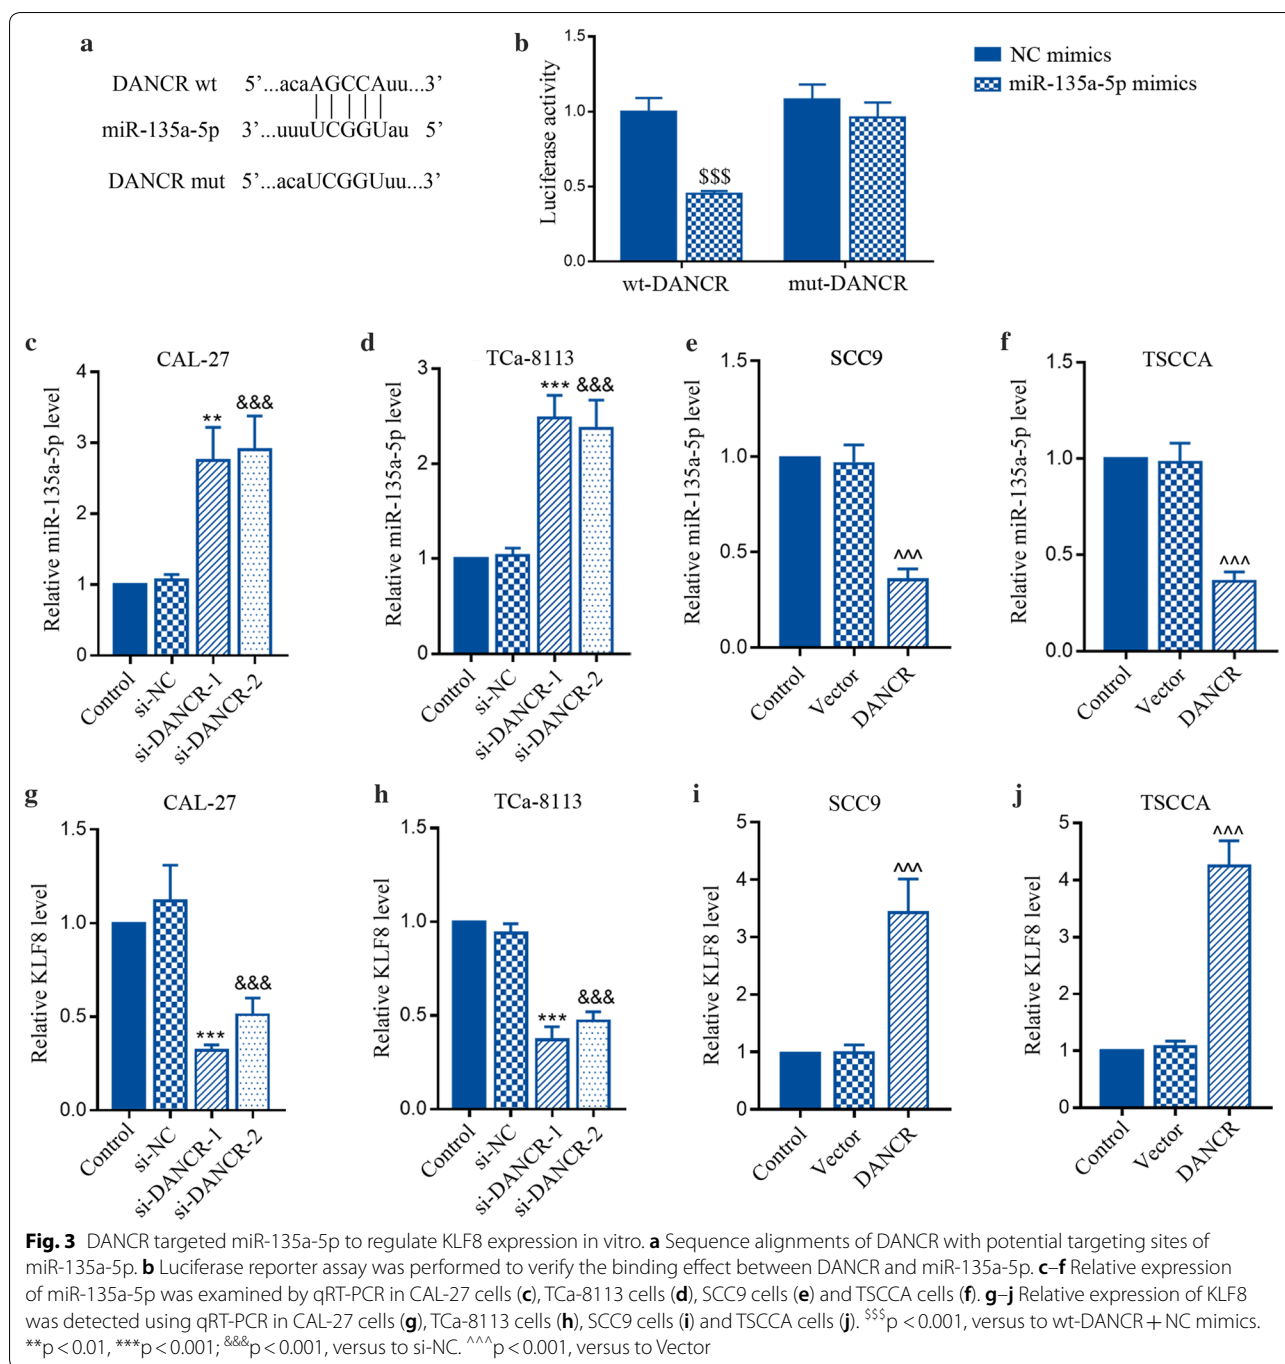 a
DANCR wt 5’...acaAGCCAuu...3’
miR-135a-5p 3’...uuuUCGGUau 5’
DANCR mut 5’...acaUCGGUuu...3’
b
Luciferase activity
1.5
1.0
0.5
0.0
$$$
wt-DANCR mut-DANCR
NC mimics
miR-135a-5p mimics
c
CAL-27
Relative miR-135a-5p level
4
3
2
1
0
** &&&
Control si-NC si-DANCR-1 si-DANCR-2
d
TCa-8113
Relative miR-135a-5p level
3
2
1
0
*** &&&
Control si-NC si-DANCR-1 si-DANCR-2
e
SCC9
Relative miR-135a-5p level
1.5
1.0
0.5
0.0
^^^
Control Vector DANCR
f
TSCCA
Relative miR-135a-5p level
1.5
1.0
0.5
0.0
^^^
Control Vector DANCR
g
CAL-27
Relative KLF8 level
1.5
1.0
0.5
0.0
*** &&&
Control si-NC si-DANCR-1 si-DANCR-2
h
TCa-8113
Relative KLF8 level
1.5
1.0
0.5
0.0
*** &&&
Control si-NC si-DANCR-1 si-DANCR-2
i
SCC9
Relative KLF8 level
5
4
3
2
1
0
^^^
Control Vector DANCR
j
TSCCA
Relative KLF8 level
5
4
3
2
1
0
^^^
Control Vector DANCR
Fig. 3 DANCR targeted miR-135a-5p to regulate KLF8 expression in vitro. a Sequence alignments of DANCR with potential targeting sites of
miR-135a-5p. b Luciferase reporter assay was performed to verify the binding effect between DANCR and miR-135a-5p. c–f Relative expression
of miR-135a-5p was examined by qRT-PCR in CAL-27 cells (c), TCa-8113 cells (d), SCC9 cells (e) and TSCCA cells (f). g–j Relative expression of KLF8
was detected using qRT-PCR in CAL-27 cells (g), TCa-8113 cells (h), SCC9 cells (i) and TSCCA cells (j). $$$p < 0.001, versus to wt-DANCR + NC mimics.
**p < 0.01, ***p < 0.001; &&&p < 0.001, versus to si-NC. ^^^p < 0.001, versus to Vector